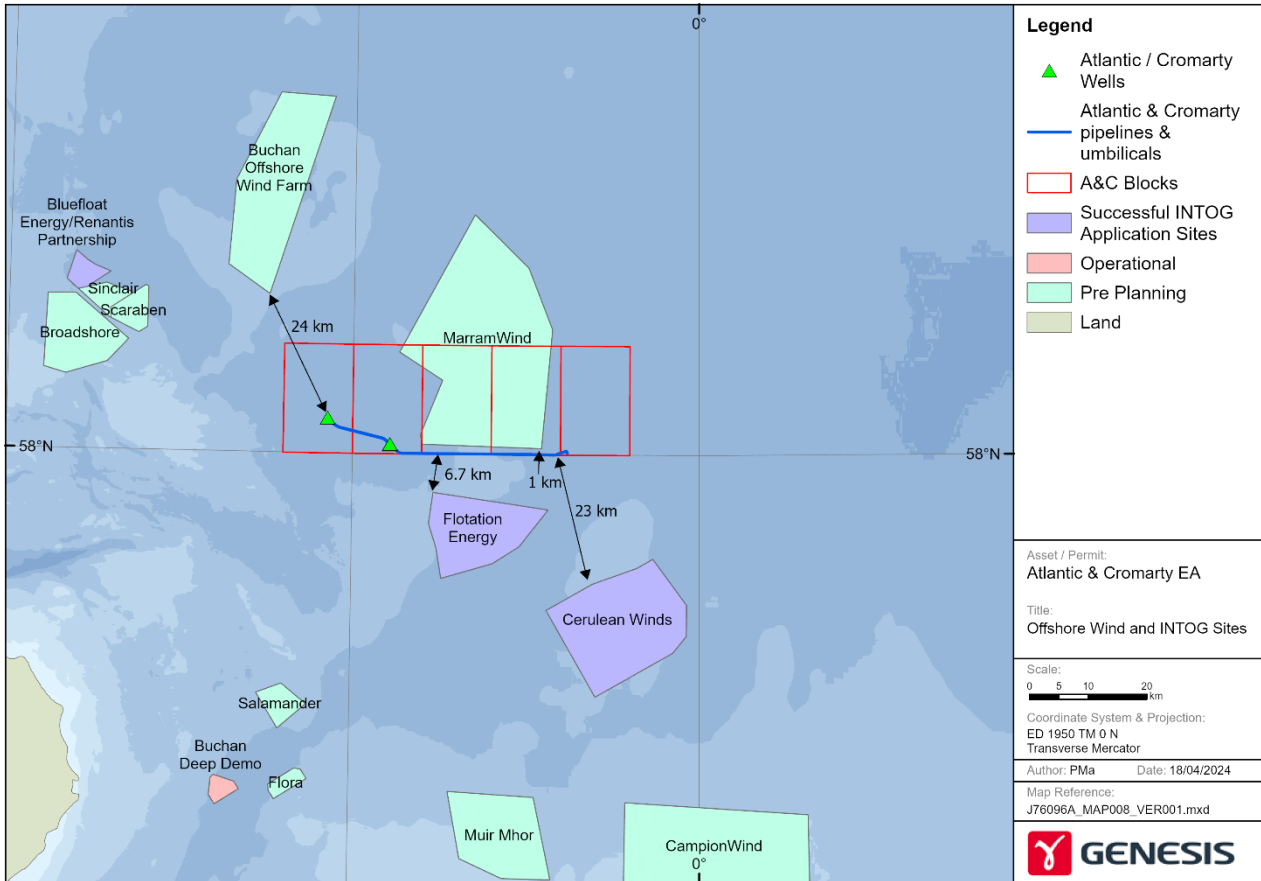 0°
Buchan
Offshore
Wind Farm
Bluefloat
Energy/Renantis
Partnership
Sinclair
Scaraben
Broadshore
24 km
MarramWind
58°N
58°N
6.7 km
1 km
23 km
Flotation
Energy
Cerulean Winds
Salamander
Buchan
Deep Demo
Flora
Muir Mhor
CampionWind
0°
Legend
Atlantic / Cromarty
Wells
Atlantic & Cromarty
pipelines &
umbilicals
A&C Blocks
Successful INTOG
Application Sites
Operational
Pre Planning
Land
Asset / Permit:
Atlantic & Cromarty EA
Title:
Offshore Wind and INTOG Sites
Scale:
0 5 10 20
km
Coordinate System & Projection:
ED 1950 TM 0 N
Transverse Mercator
Author: PMa Date: 18/04/2024
Map Reference:
J76096A_MAP008_VER001.mxd
GENESIS